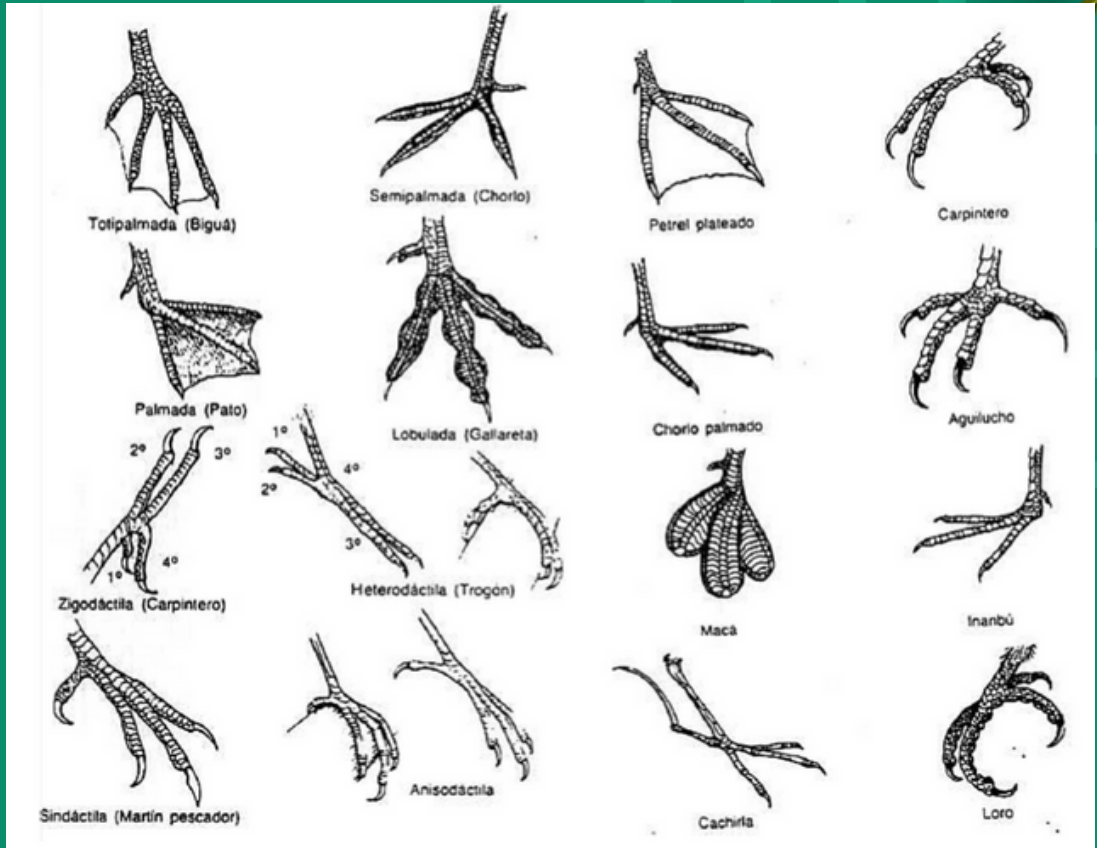 Totipalmada (Biguá)
Semipalmada (Chorlo)
Petrel plateado
Carpintero
Palmada (Pato)
Lobulada (Gallareta)
Chorlo palmado
Aguilucho
2º
3º
1º
4º
Zigodáctila (Carpintero)
1º
4º
2º
3º
Heterodáctila (Trogón)
Macá
Inanbú
Sindáctila (Martín pescador)
Anisodáctila
Cachirla
Loro